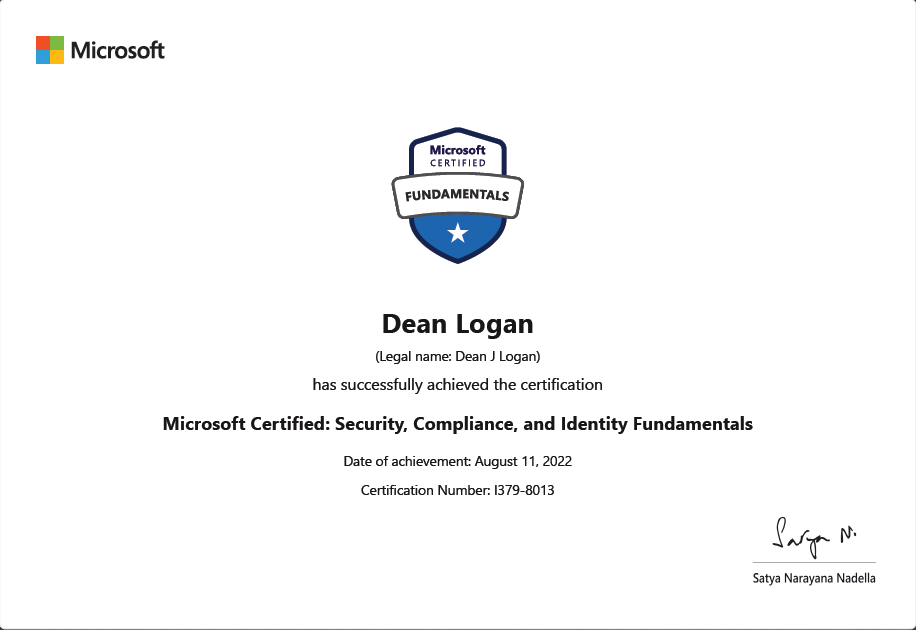 Microsoft
Microsoft
CERTIFIED
FUNDAMENTALS
Dean Logan
(Legal name: Dean J Logan)
has successfully achieved the certification
Microsoft Certified: Security, Compliance, and Identity Fundamentals
Date of achievement: August 11, 2022
Certification Number: I379-8013
Satya N.
Satya Narayana Nadella